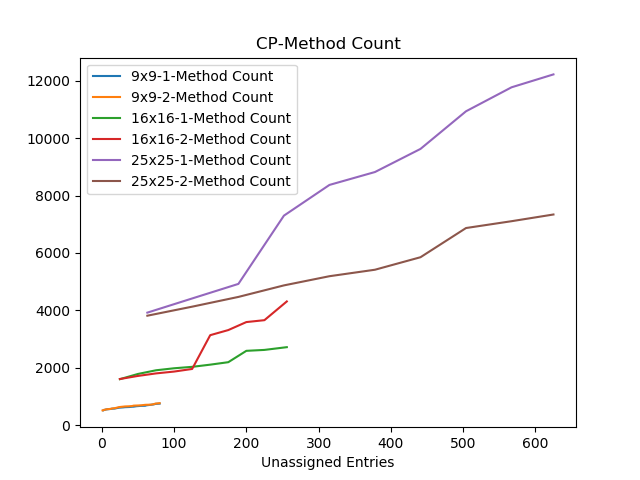 CP-Method Count
9x9-1-Method Count
9x9-2-Method Count
16x16-1-Method Count
16x16-2-Method Count
25x25-1-Method Count
25x25-2-Method Count
12000
10000
8000
6000
4000
2000
0
0 100 200 300 400 500 600
Unassigned Entries